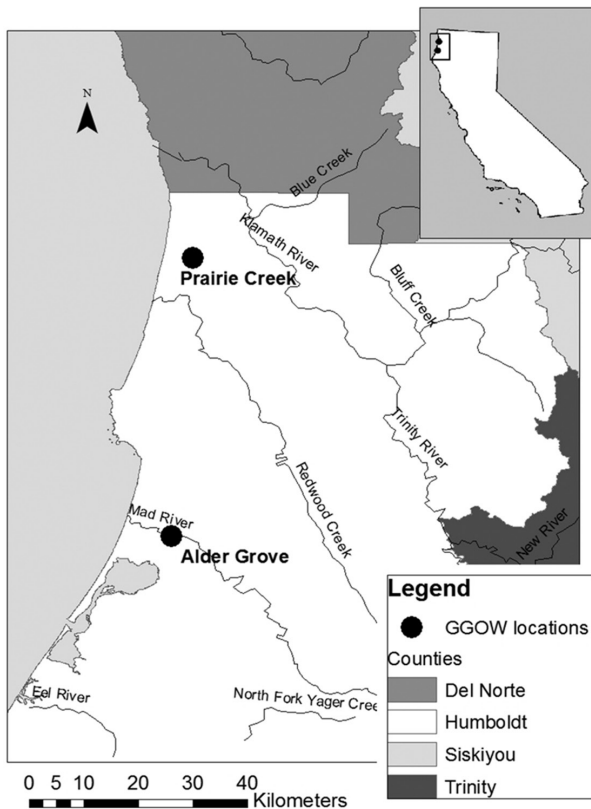 N
Blue Creek
Klamath River
Prairie Creek
Bluff Creek
Trinity River
Redwood Creek
Mad River
Alder Grove
New River
Eel River
North Fork Yager Cree
Legend
GGOW locations
Counties
Del Norte
Humboldt
Siskiyou
Trinity
0 5 10 20 30 40
Kilometers